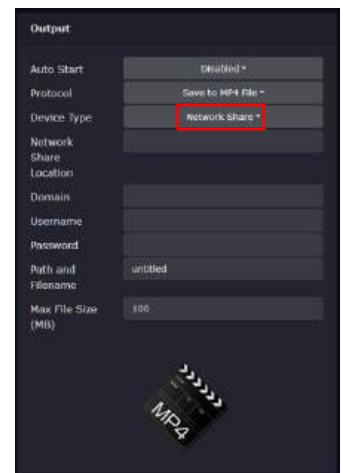 Output
Auto Start
Disabled
Protocol
Save to MP4 File
Device Type
Network Share
Network
Share
Location
Domain
Username
Password
Path and
Filename
untitled
Max File Size
(MB)
100
MP4